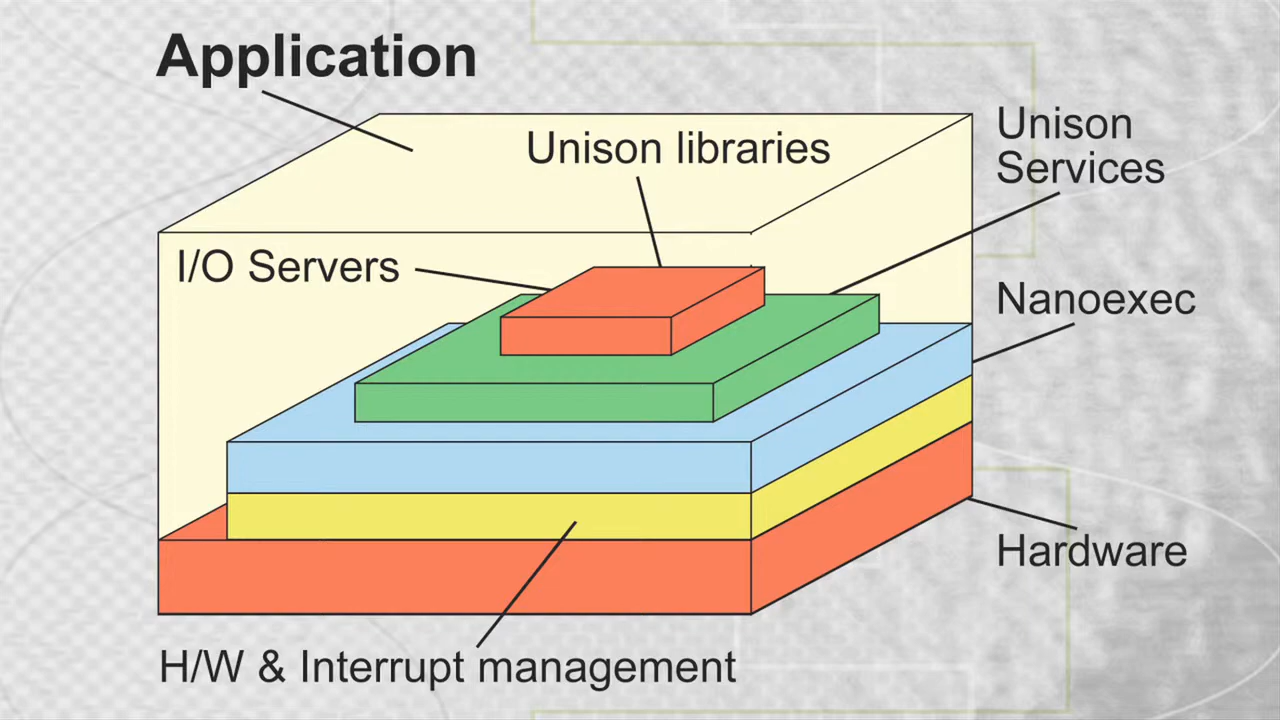 Application
Unison libraries
Unison
Services
I/O Servers
Nanoexec
Hardware
H/W & Interrupt management